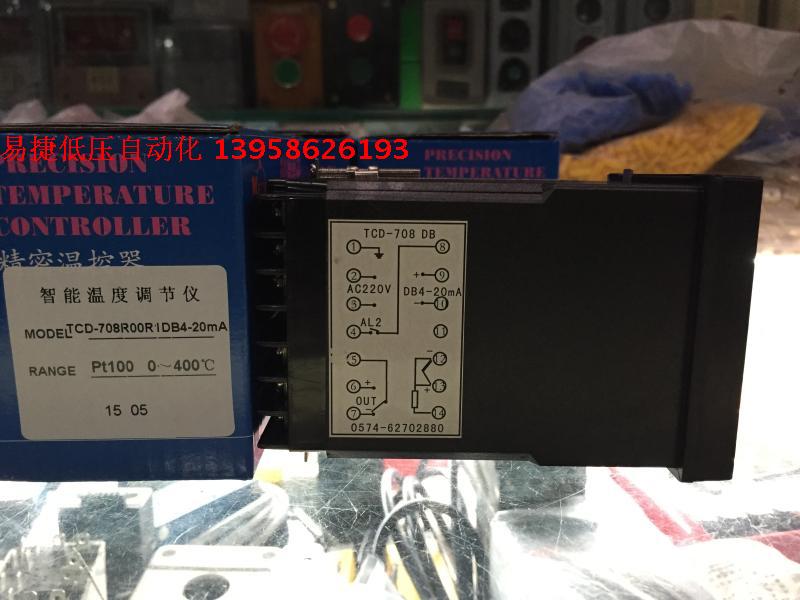 易捷低压自动化 13958626193
PRECISION
TEMPERATURE
CONTROLLER
精密温控器
智能温度调节仪
MODEL TCD-708R00R1DB4-20mA
RANGE Pt100 0～400℃
15 05
PRECISION
TEMPERATURE
TCD-708 DB
1 8
2 + 9
AC220V DB4-20mA
3 - 10
4 AL2 11
5 - 12
6 + + 13
OUT
7 14
0574-62702880